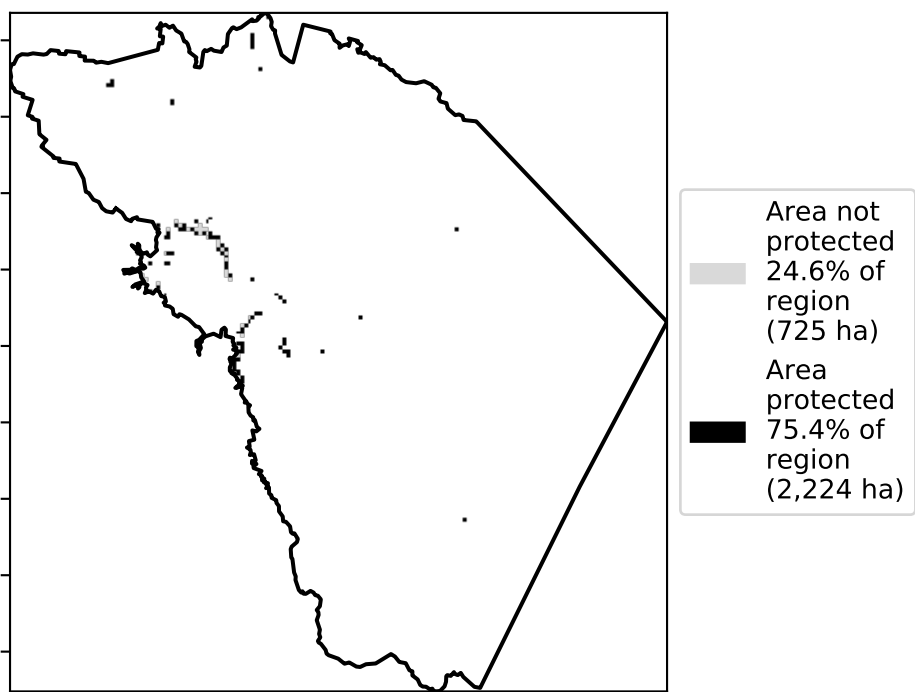 Area not
protected
24.6% of
region
(725 ha)
Area
protected
75.4% of
region
(2,224 ha)